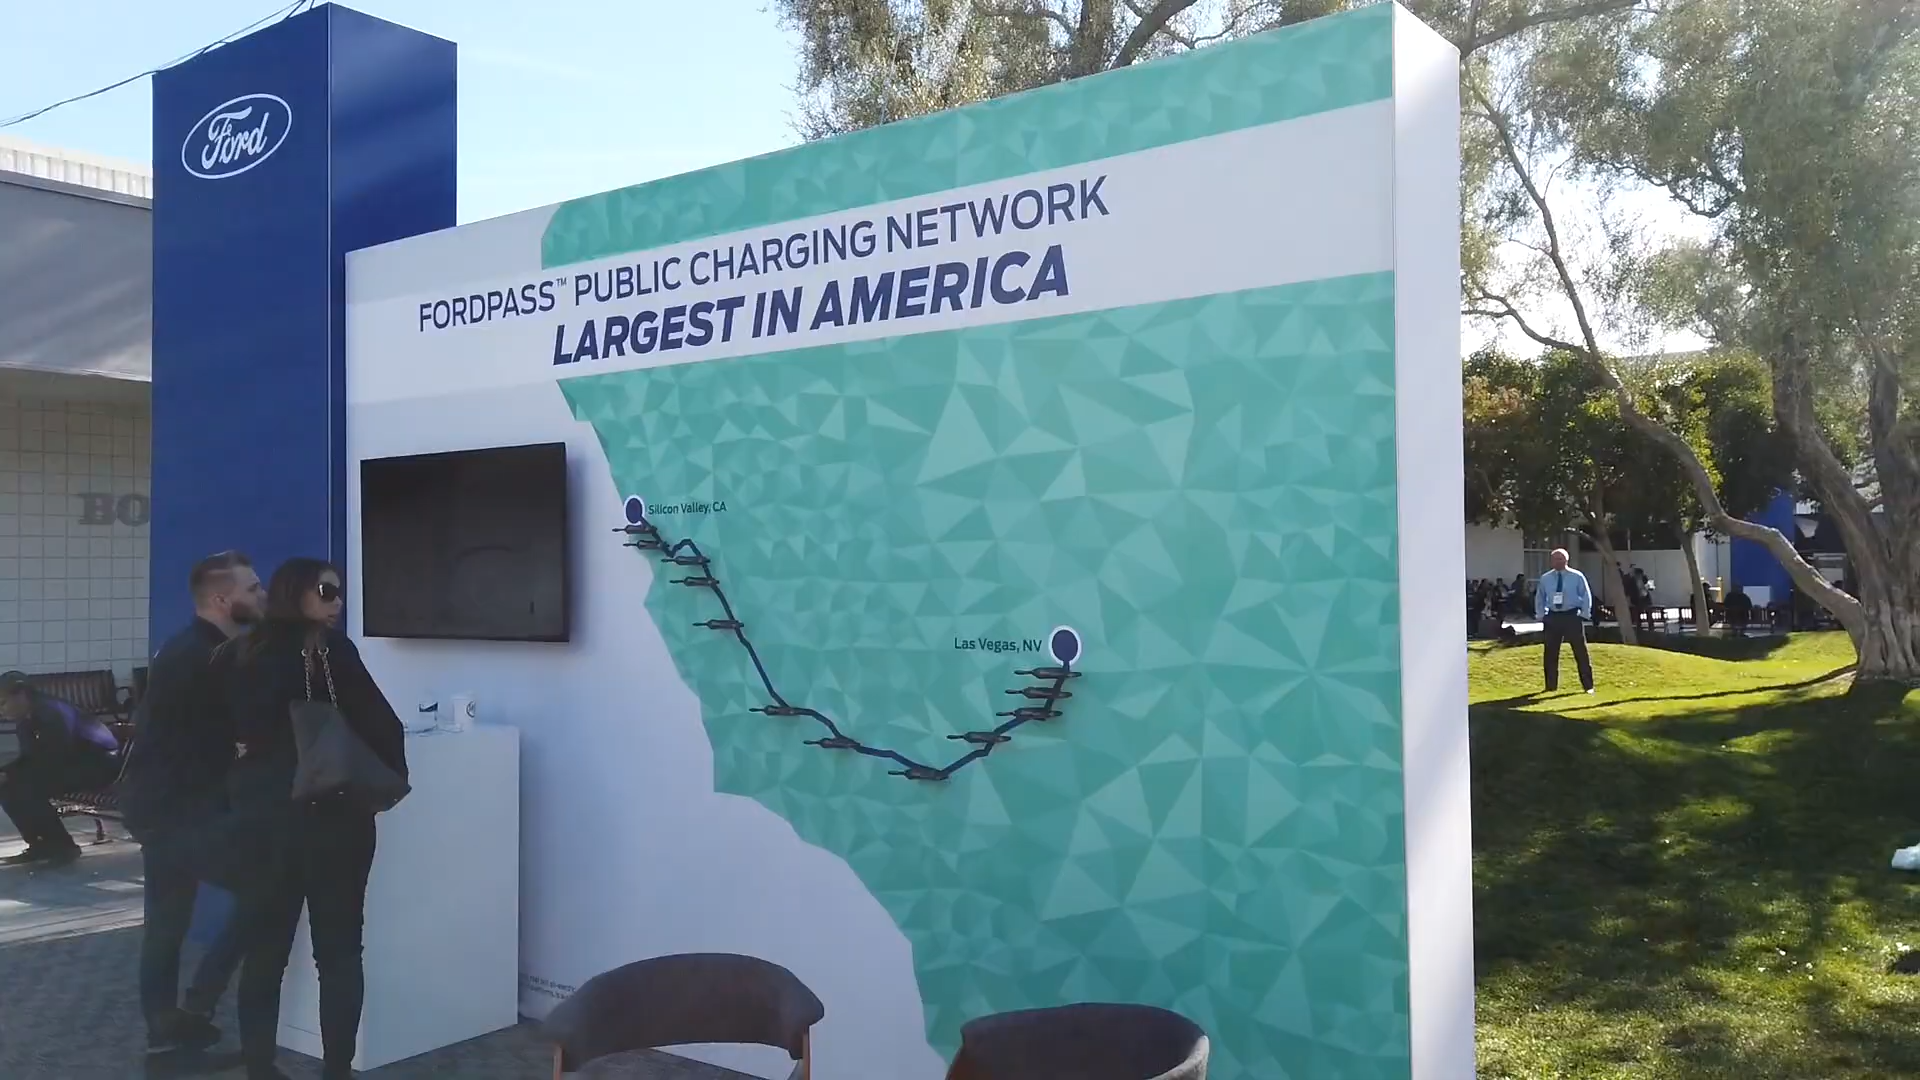 Ford
FORDPASS™ PUBLIC CHARGING NETWORK
LARGEST IN AMERICA
BO
Silicon Valley, CA
Las Vegas, NV